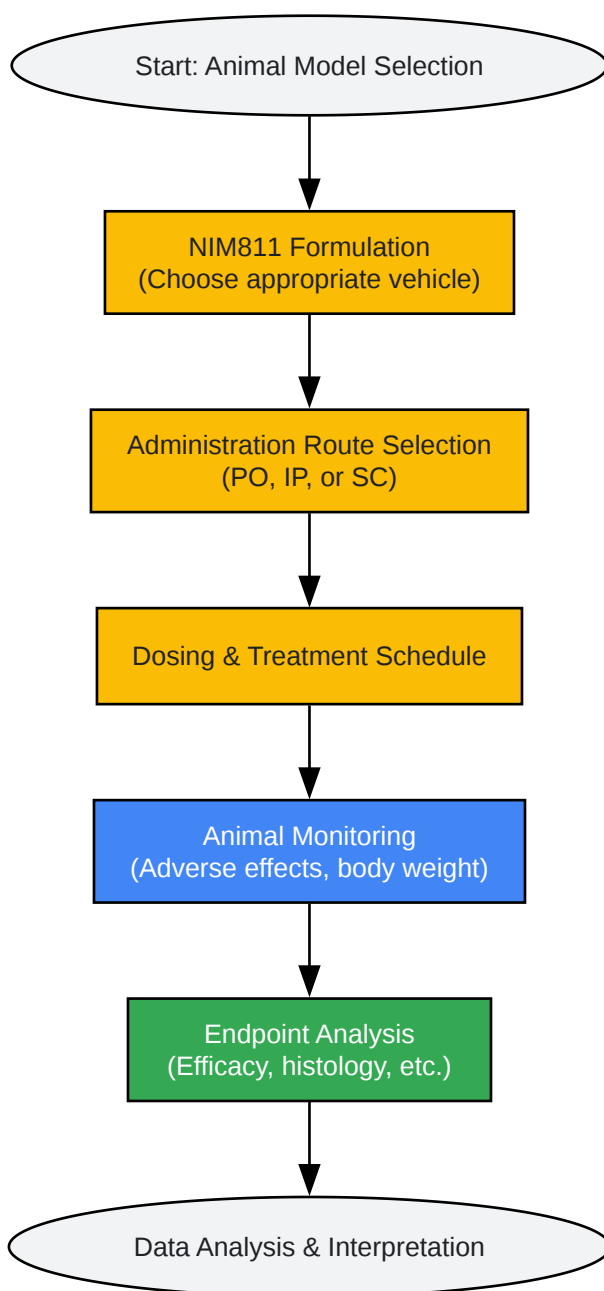 Start: Animal Model Selection
NIM811 Formulation
(Choose appropriate vehicle)
Administration Route Selection
(PO, IP, or SC)
Dosing & Treatment Schedule
Animal Monitoring
(Adverse effects, body weight)
Endpoint Analysis
(Efficacy, histology, etc.)
Data Analysis & Interpretation